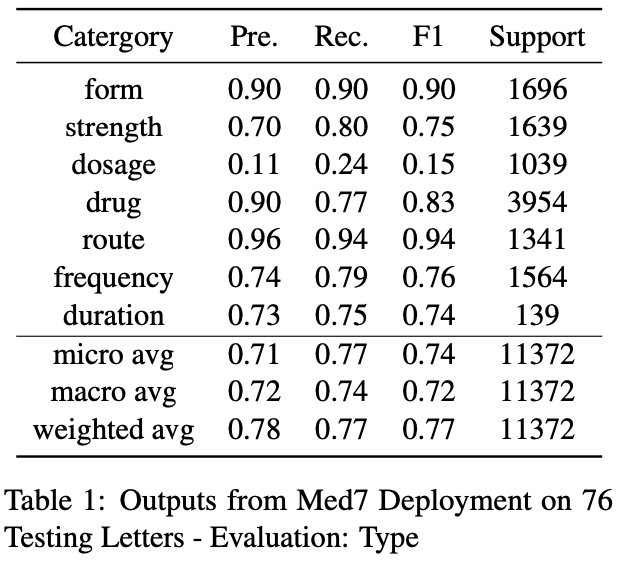 Catergory Pre. Rec. F1 Support
form 0.90 0.90 0.90 1696
strength 0.70 0.80 0.75 1639
dosage 0.11 0.24 0.15 1039
drug 0.90 0.77 0.83 3954
route 0.96 0.94 0.94 1341
frequency 0.74 0.79 0.76 1564
duration 0.73 0.75 0.74 139
micro avg 0.71 0.77 0.74 11372
macro avg 0.72 0.74 0.72 11372
weighted avg 0.78 0.77 0.77 11372
Table 1: Outputs from Med7 Deployment on 76
Testing Letters - Evaluation: Type